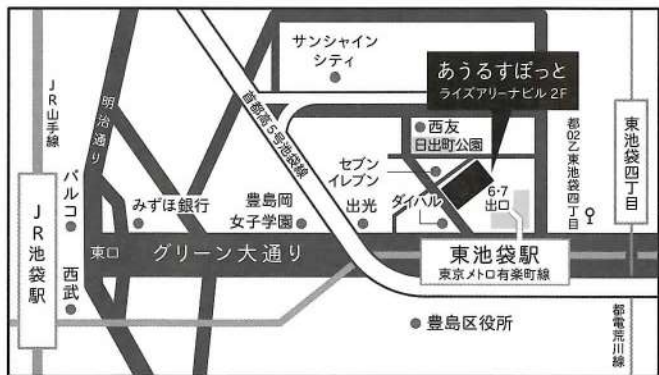 サンシャイン
シティ
あうるすぽっと
ライズアリーナビル 2F
JR山手線
明治通り
首都高5号池袋線
西友
日出町公園
都02乙東池袋四丁目
東池袋四丁目
セブン
イレブン
パルコ
みずほ銀行
豊島岡
女子学園
出光
ダイハル
6・7
出口
JR池袋駅
東口
グリーン大通り
東池袋駅
東京メトロ有楽町線
西武
豊島区役所
都電荒川線